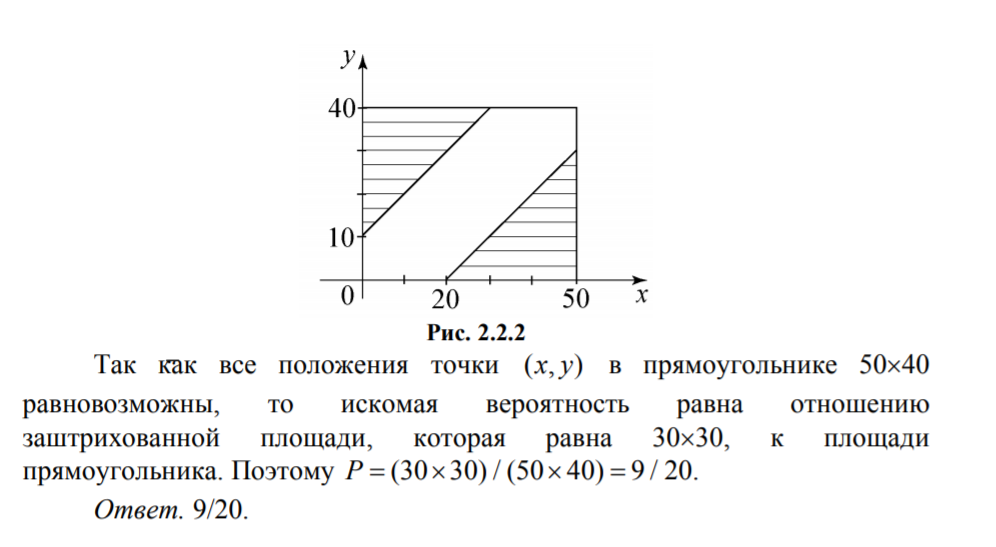 y
40
10
0
20
50
x
Рис. 2.2.2
Так как все положения точки (x, y) в прямоугольнике 50×40
равновозможны, то искомая вероятность равна отношению
заштрихованной площади, которая равна 30×30, к площади
прямоугольника. Поэтому P = (30×30) / (50×40) = 9 / 20.
Ответ. 9/20.